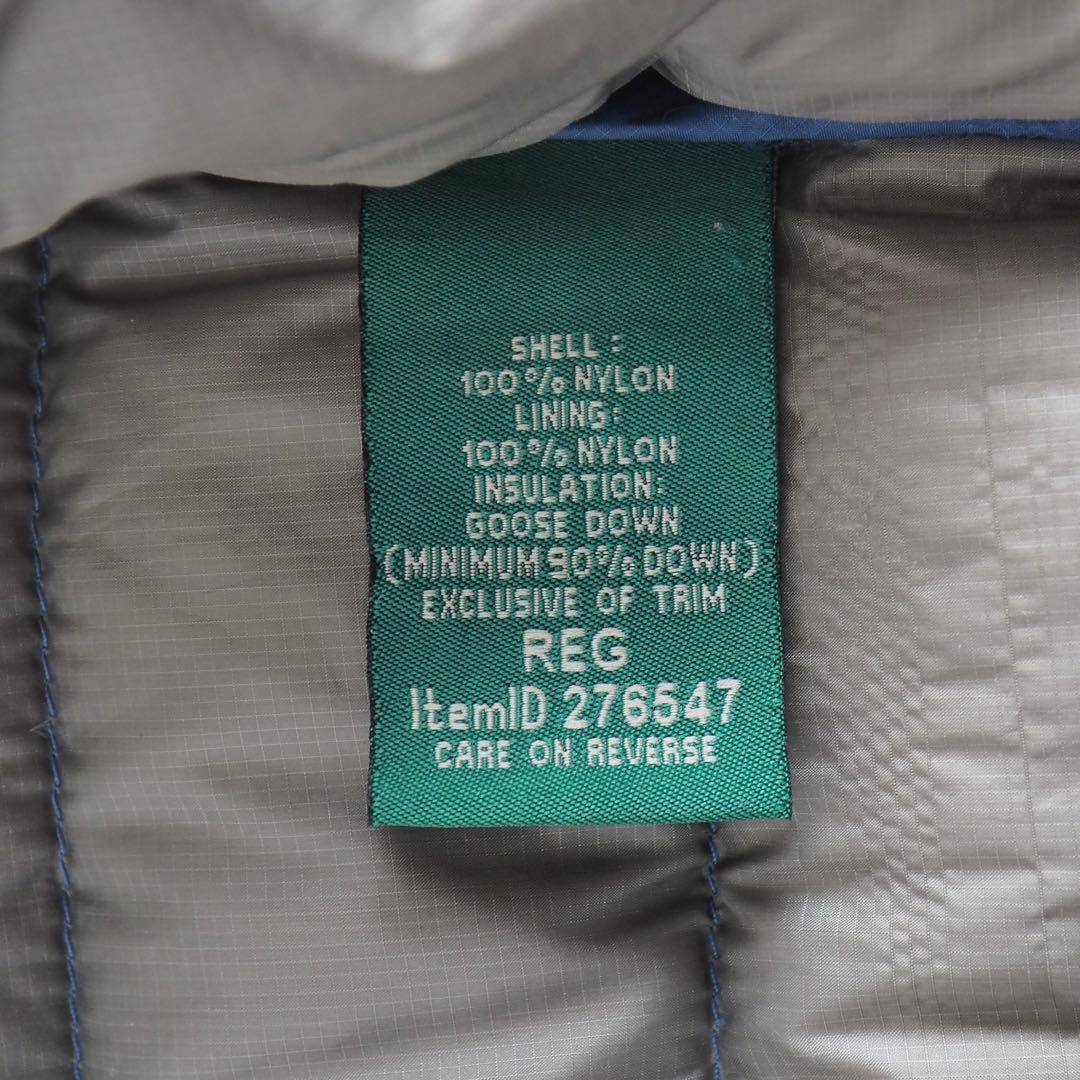 SHELL :
100% NYLON
LINING:
100% NYLON
INSULATION:
GOOSE DOWN
(MINIMUM 90% DOWN)
EXCLUSIVE OF TRIM
REG
ItemID 276547
CARE ON REVERSE